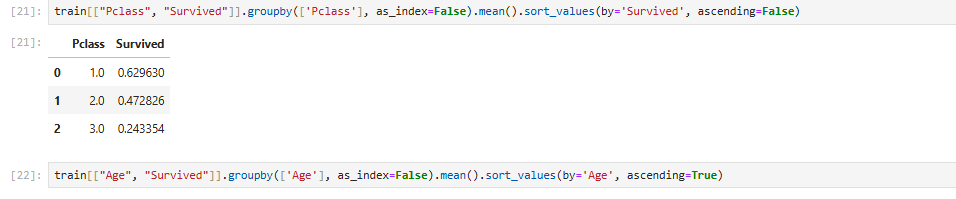 [21]: train[["Pclass", "Survived"]].groupby(['Pclass'], as_index=False).mean().sort_values(by='Survived', ascending=False)
[21]: Pclass Survived
0 1.0 0.629630
1 2.0 0.472826
2 3.0 0.243354
[22]: train[["Age", "Survived"]].groupby(['Age'], as_index=False).mean().sort_values(by='Age', ascending=True)